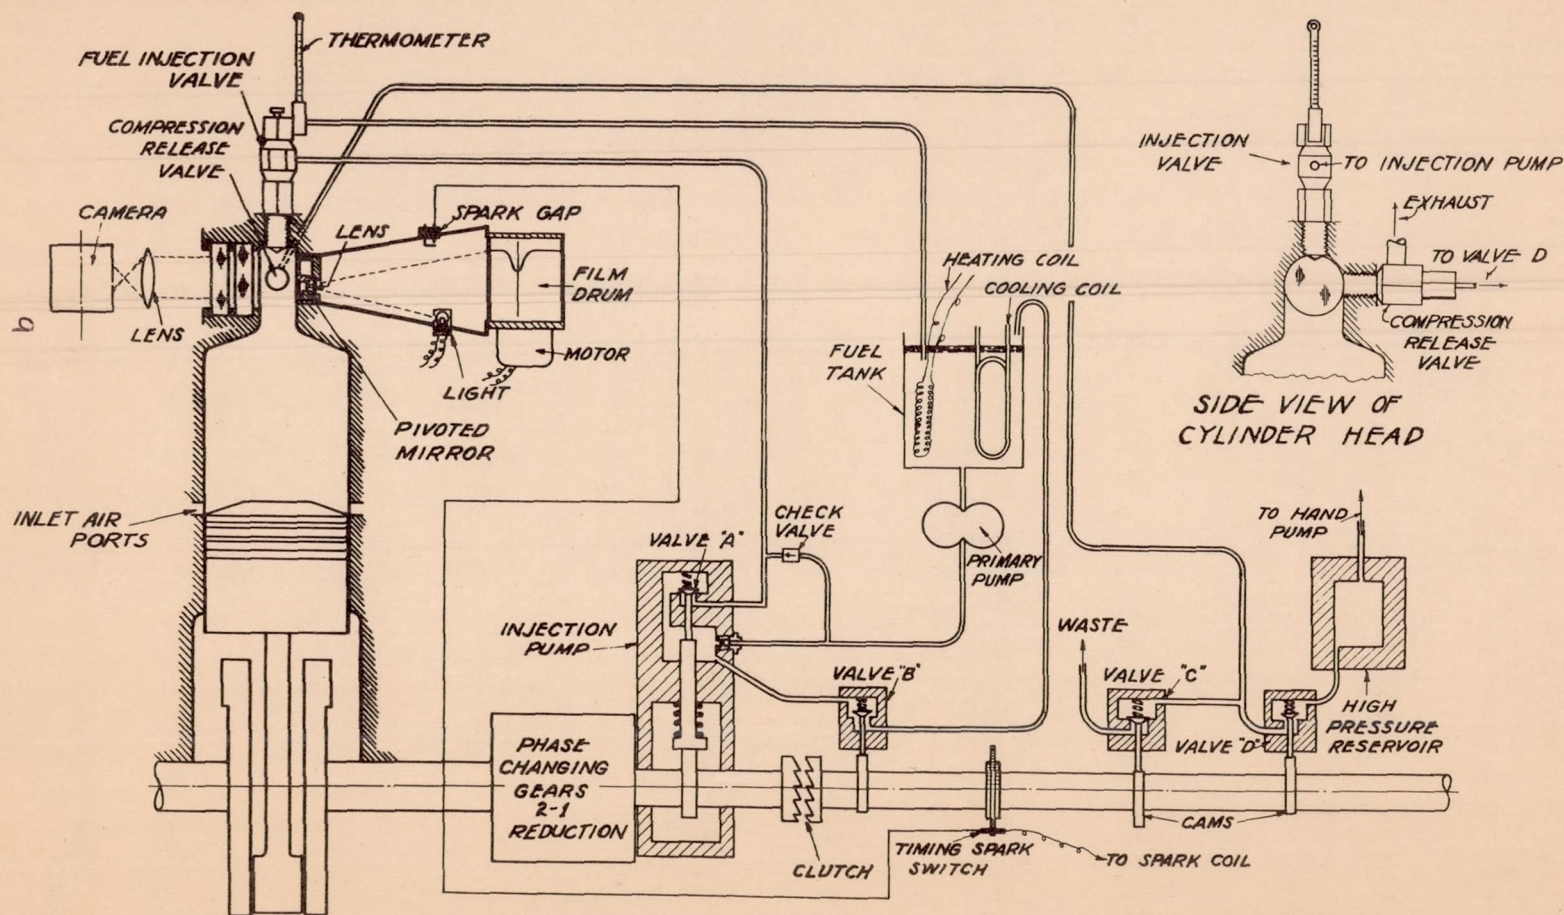 THERMOMETER
FUEL INJECTION
VALVE
COMPRESSION
RELEASE
VALVE
CAMERA
LENS
SPARK GAP
LENS
FILM
DRUM
MOTOR
LIGHT
PIVOTED
MIRROR
INLET AIR
PORTS
HEATING COIL
COOLING COIL
FUEL
TANK
CHECK
VALVE
PRIMARY
PUMP
VALVE "A"
INJECTION
PUMP
VALVE "B"
WASTE
VALVE "C"
VALVE "D"
TO HAND
PUMP
HIGH
PRESSURE
RESERVOIR
PHASE
CHANGING
GEARS
2-1
REDUCTION
CLUTCH
TIMING SPARK
SWITCH
TO SPARK COIL
CAMS
INJECTION
VALVE
TO INJECTION PUMP
EXHAUST
TO VALVE D
COMPRESSION
RELEASE
VALVE
SIDE VIEW OF
CYLINDER HEAD